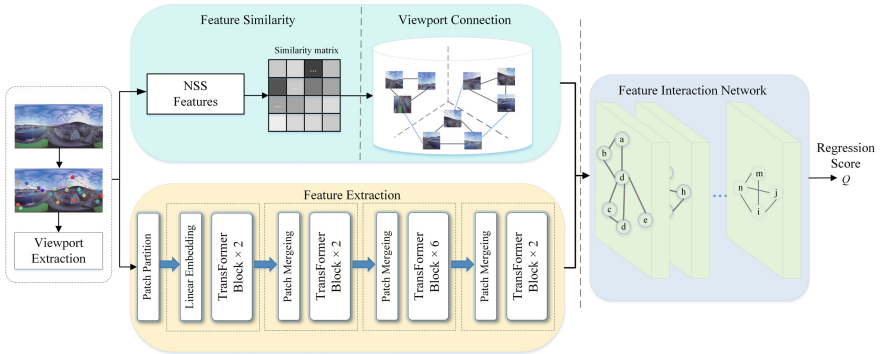 Feature Similarity
Viewport Connection
Similarity matrix
...
NSS
Features
...
...
Viewport
Extraction
Feature Extraction
Patch Partition
Linear Embedding
TransFormer
Block × 2
Patch Mergeing
TransFormer
Block × 2
Patch Mergeing
TransFormer
Block × 6
Patch Mergeing
TransFormer
Block × 2
Feature Interaction Network
a
b
d
c
e
d
h
...
m
n
j
i
Regression
Score
Q